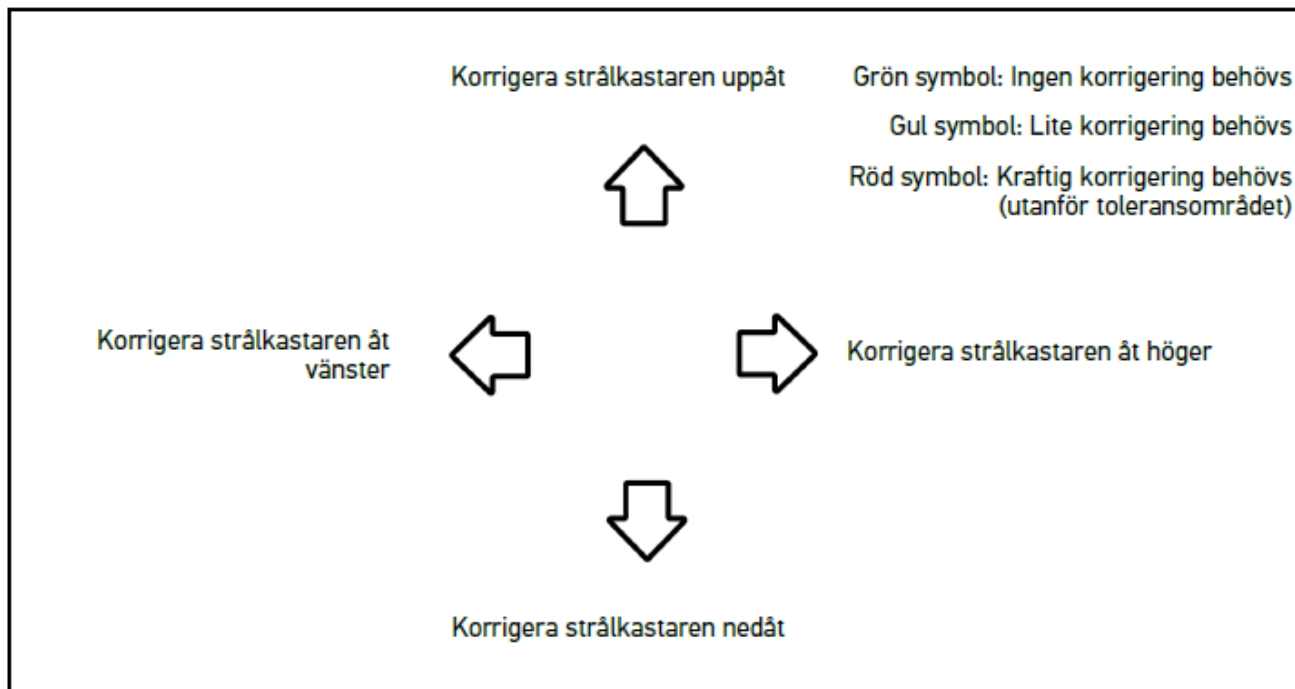 Korrigera strålkastaren uppåt
Grön symbol: Ingen korrigering behövs
Gul symbol: Lite korrigering behövs
Röd symbol: Kraftig korrigering behövs
(utanför toleransområdet)
Korrigera strålkastaren åt
vänster
Korrigera strålkastaren åt höger
Korrigera strålkastaren nedåt